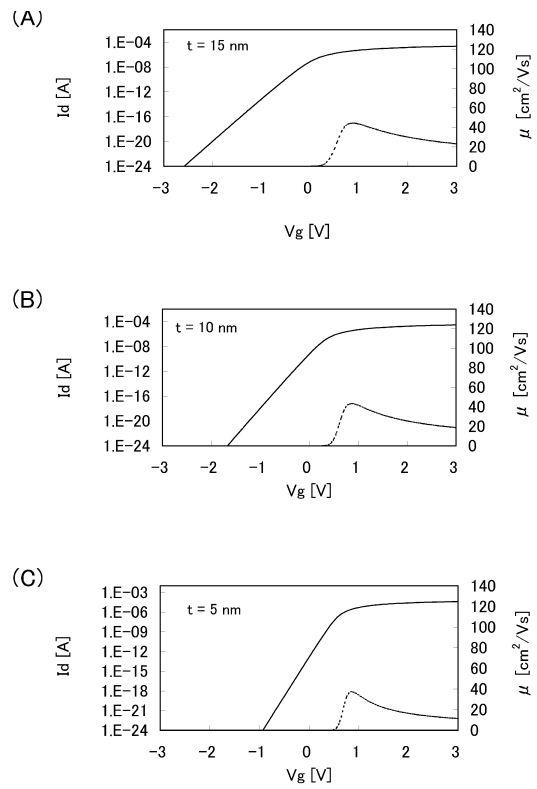 (A)
t = 15 nm
Id [A]
1.E−04
1.E−08
1.E−12
1.E−16
1.E−20
1.E−24
140
120
100
80
60
40
20
0
μ [cm²/Vs]
−3 −2 −1 0 1 2 3
Vg [V]
(B)
t = 10 nm
Id [A]
1.E−04
1.E−08
1.E−12
1.E−16
1.E−20
1.E−24
140
120
100
80
60
40
20
0
μ [cm²/Vs]
−3 −2 −1 0 1 2 3
Vg [V]
(C)
t = 5 nm
Id [A]
1.E−03
1.E−06
1.E−09
1.E−12
1.E−15
1.E−18
1.E−21
1.E−24
140
120
100
80
60
40
20
0
μ [cm²/Vs]
−3 −2 −1 0 1 2 3
Vg [V]